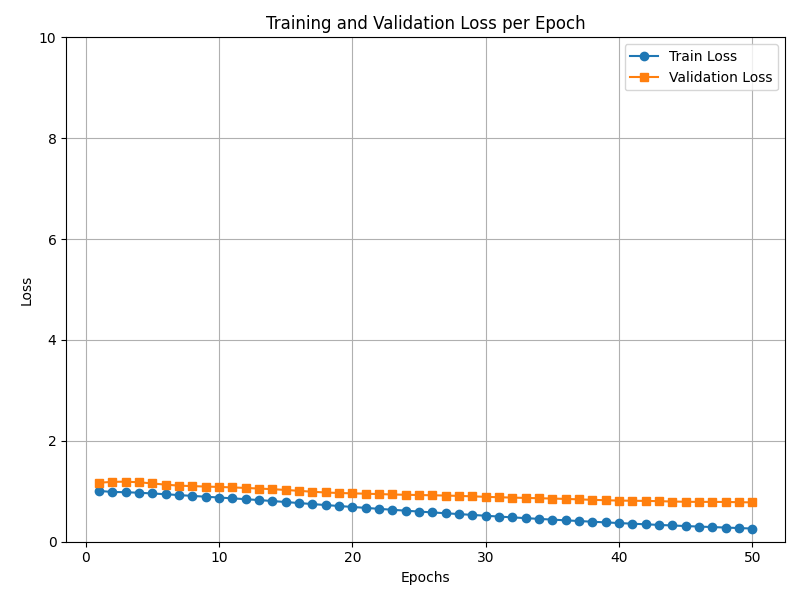 Training and Validation Loss per Epoch
Train Loss
Validation Loss
Loss
10
8
6
4
2
0
0 10 20 30 40 50
Epochs